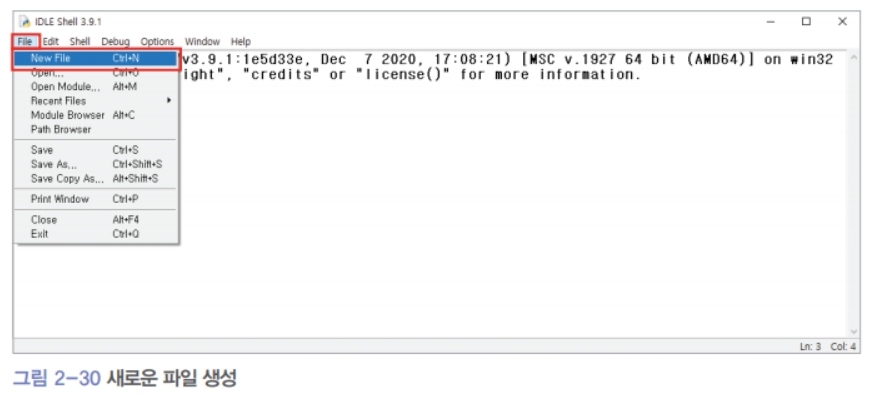 IDLE Shell 3.9.1
File Edit Shell Debug Options Window Help
New File Ctrl+N
v3.9.1:1e5d33e, Dec 7 2020, 17:08:21) [MSC v.1927 64 bit (AMD64)] on win32
Open... Ctrl+O
ight", "credits" or "license()" for more information.
Open Module... Alt+M
Recent Files
Module Browser Alt+C
Path Browser
Save Ctrl+S
Save As... Ctrl+Shift+S
Save Copy As... Alt+Shift+S
Print Window Ctrl+P
Close Alt+F4
Exit Ctrl+Q
Ln: 3 Col: 4
그림 2-30 새로운 파일 생성